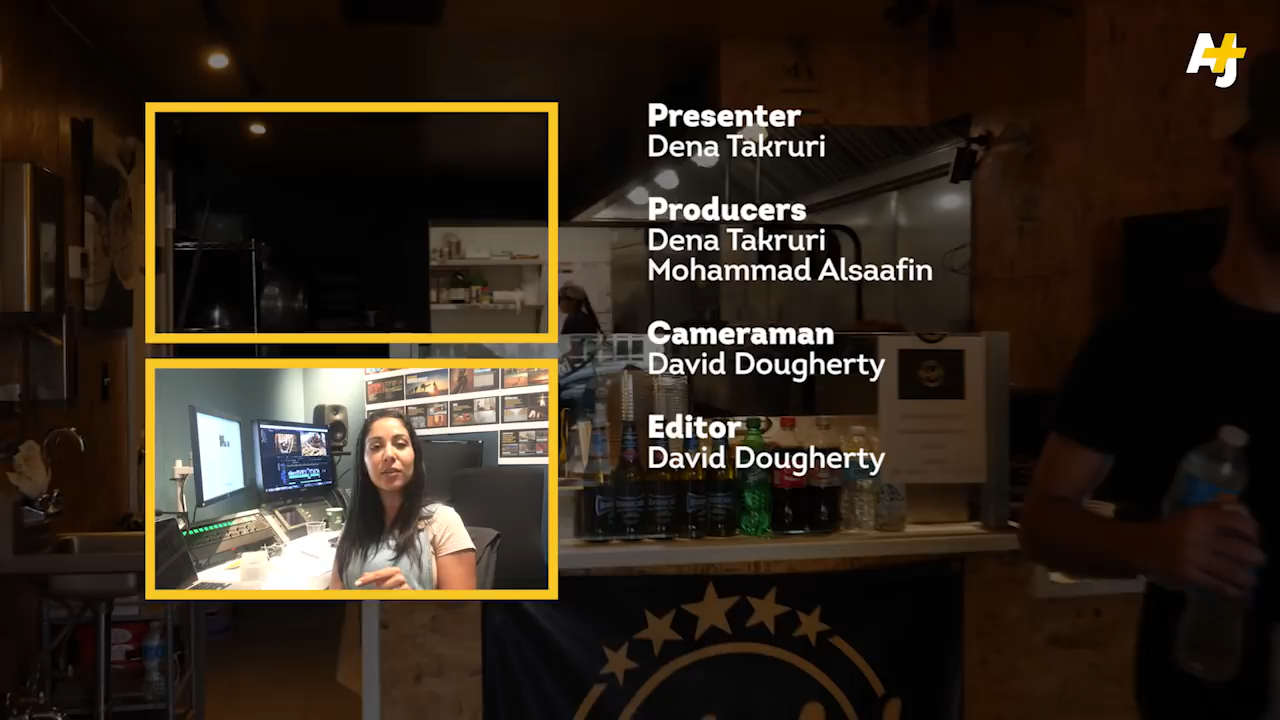 AJ+
Presenter
Dena Takruri
Producers
Dena Takruri
Mohammad Alsaafin
Cameraman
David Dougherty
Editor
David Dougherty